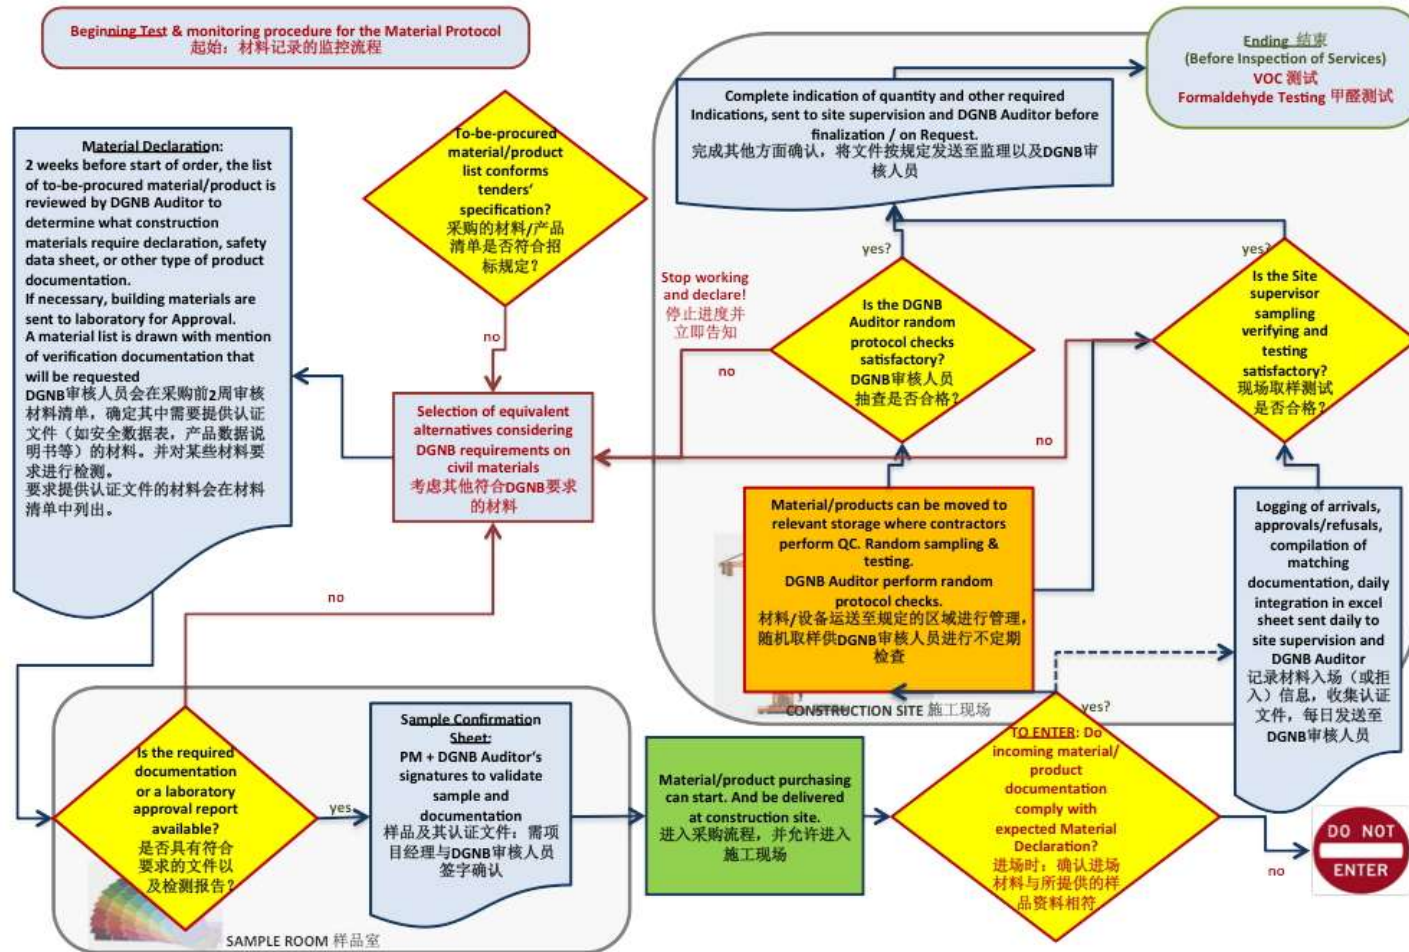 Beginning Test & monitoring procedure for the Material Protocol
起始：材料记录的监控流程
Ending 结束
(Before Inspection of Services)
VOC 测试
Formaldehyde Testing 甲醛测试
Material Declaration:
2 weeks before start of order, the list
of to-be-procured material/product is
reviewed by DGNB Auditor to
determine what construction
materials require declaration, safety
data sheet, or other type of product
documentation.
If necessary, building materials are
sent to laboratory for Approval.
A material list is drawn with mention
of verification documentation that
will be requested
DGNB审核人员会在采购前2周审核
材料清单，确定其中需要提供认证
文件（如安全数据表，产品数据说
明书等）的材料。并对某些材料要
求进行检测。
要求提供认证文件的材料会在材料
清单中列出。
To-be-procured
material/product
list conforms
tenders‘
specification?
采购的材料/产品
清单是否符合招
标规定？
no
Complete indication of quantity and other required
Indications, sent to site supervision and DGNB Auditor before
finalization / on Request.
完成其他方面确认，将文件按规定发送至监理以及DGNB审
核人员
yes?
yes?
Stop working
and declare!
停止进度并
立即告知
Is the DGNB
Auditor random
protocol checks
satisfactory?
DGNB审核人员
抽查是否合格？
no
Is the Site
supervisor
sampling
verifying and
testing
satisfactory?
现场取样测试
是否合格？
no
Selection of equivalent
alternatives considering
DGNB requirements on
civil materials
考虑其他符合DGNB要求
的材料
no
Material/products can be moved to
relevant storage where contractors
perform QC. Random sampling &
testing.
DGNB Auditor perform random
protocol checks.
材料/设备运送至规定的区域进行管理，
随机取样供DGNB审核人员进行不定期
检查
CONSTRUCTION SITE 施工现场
Logging of arrivals,
approvals/refusals,
compilation of
matching
documentation, daily
integration in excel
sheet sent daily to
site supervision and
DGNB Auditor
记录材料入场（或拒
入）信息，收集认证
文件，每日发送至
DGNB审核人员
Is the required
documentation
or a laboratory
approval report
available?
是否具有符合
要求的文件以
及检测报告？
yes
Sample Confirmation
Sheet:
PM + DGNB Auditor’s
signatures to validate
sample and
documentation
样品及其认证文件：需项
目经理与DGNB审核人员
签字确认
SAMPLE ROOM 样品室
Material/product purchasing
can start. And be delivered
at construction site.
进入采购流程，并允许进入
施工现场
yes?
TO ENTER: Do
incoming material/
product
documentation
comply with
expected Material
Declaration?
进场时：确认进场
材料与所提供的样
品资料相符
no
DO NOT
ENTER